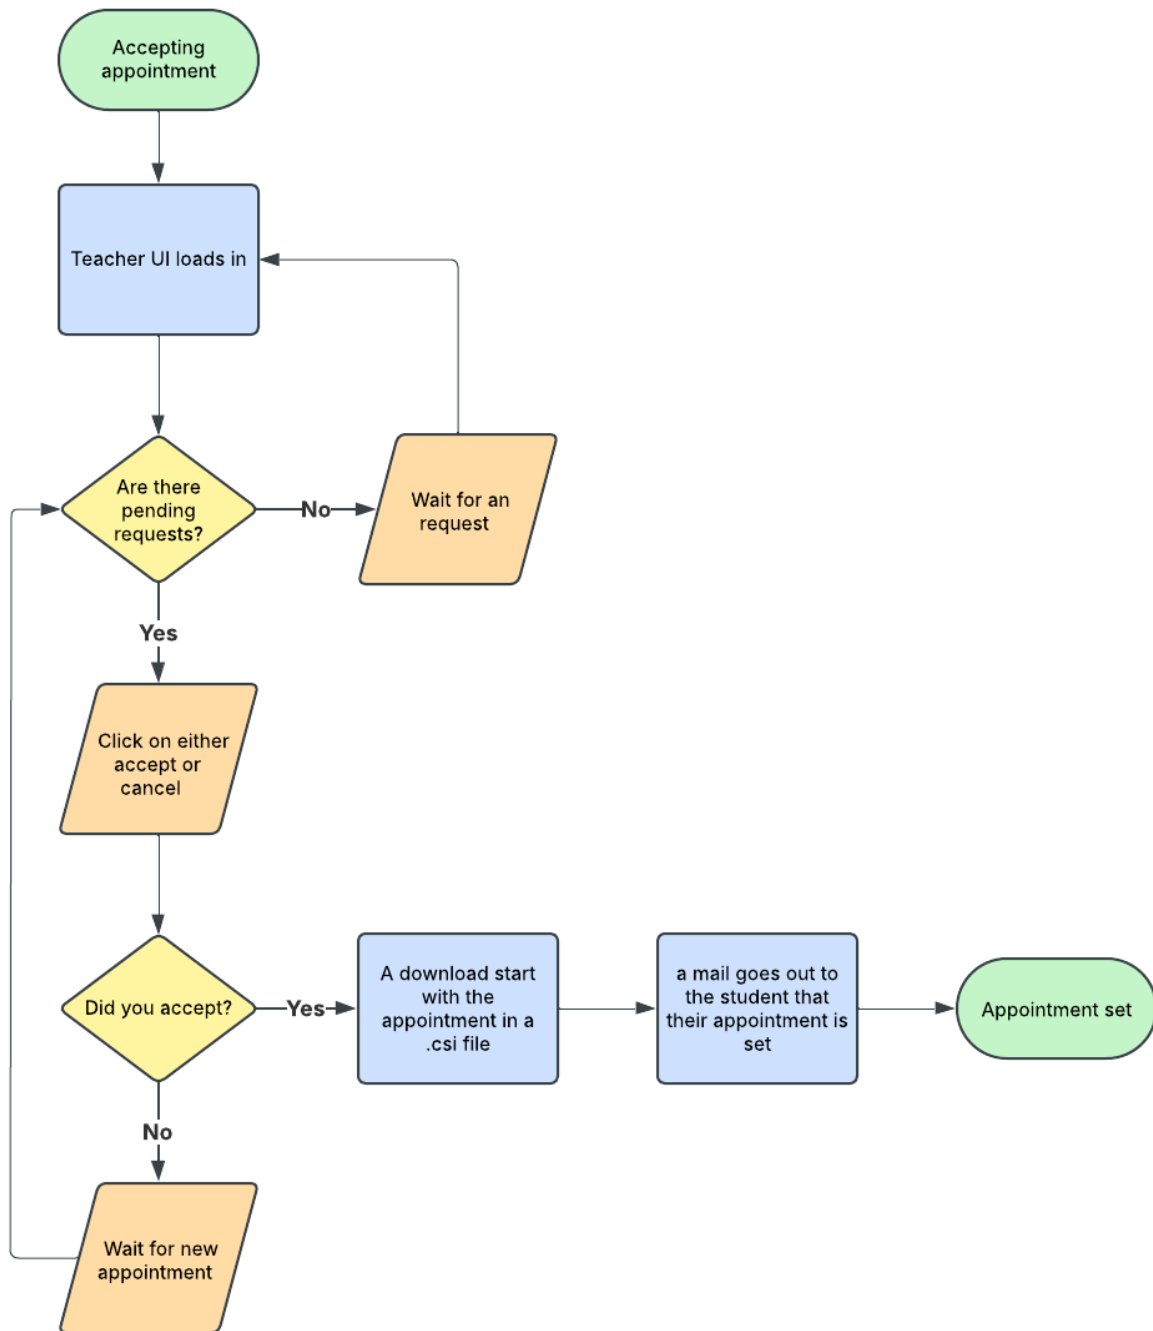 Accepting
appointment
Teacher UI loads in
Are there
pending
requests?
No
Wait for an
request
Yes
Click on either
accept or
cancel
Did you accept?
Yes
A download start
with the
appointment in a
.csi file
a mail goes out to
the student that
their appointment is
set
Appointment set
No
Wait for new
appointment